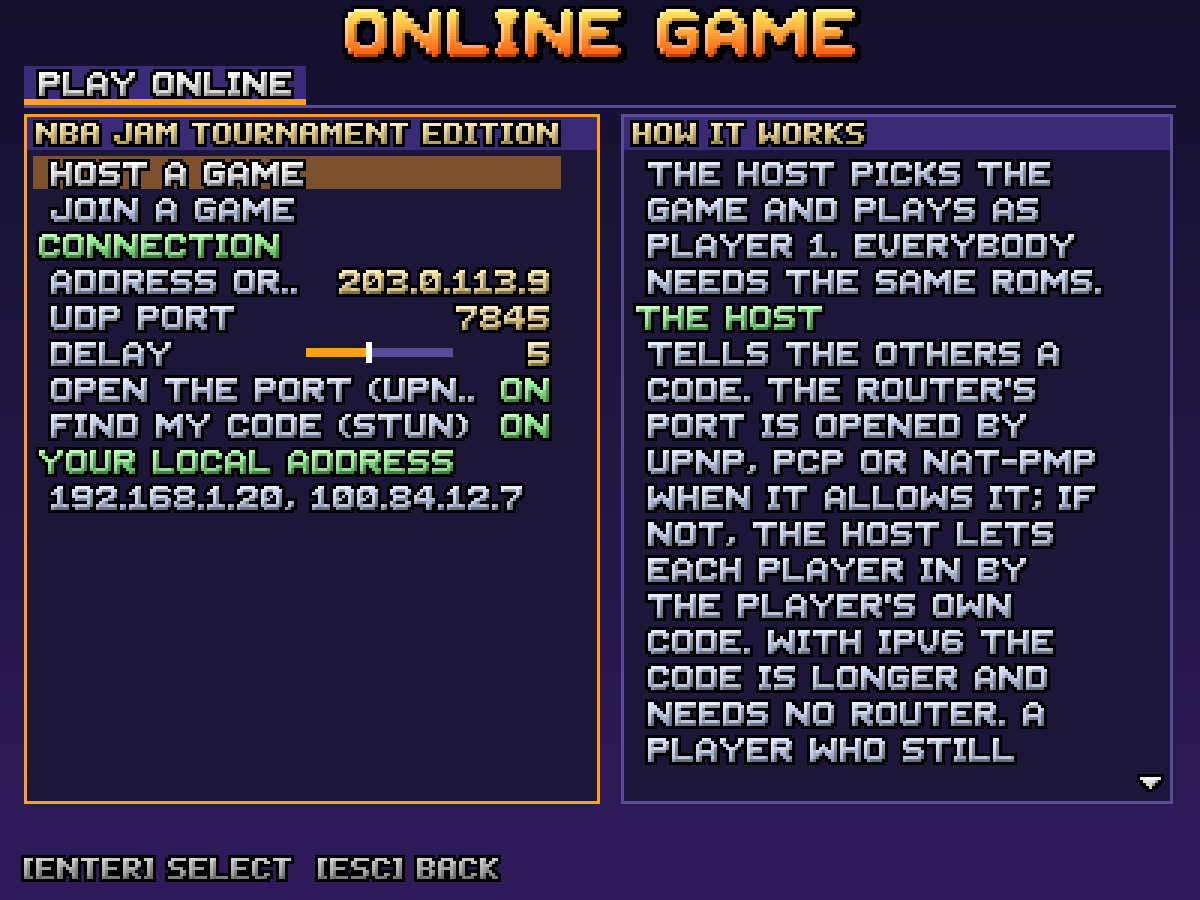 ONLINE GAME
PLAY ONLINE
NBA JAM TOURNAMENT EDITION
HOST A GAME
JOIN A GAME
CONNECTION
ADDRESS OR.. 203.0.113.9
UDP PORT 7845
DELAY 5
OPEN THE PORT (UPN.. ON
FIND MY CODE (STUN) ON
YOUR LOCAL ADDRESS
192.168.1.20, 100.84.12.7
HOW IT WORKS
THE HOST PICKS THE
GAME AND PLAYS AS
PLAYER 1. EVERYBODY
NEEDS THE SAME ROMS.
THE HOST
TELLS THE OTHERS A
CODE. THE ROUTER'S
PORT IS OPENED BY
UPNP, PCP OR NAT-PMP
WHEN IT ALLOWS IT; IF
NOT, THE HOST LETS
EACH PLAYER IN BY
THE PLAYER'S OWN
CODE. WITH IPV6 THE
CODE IS LONGER AND
NEEDS NO ROUTER. A
PLAYER WHO STILL
[ENTER] SELECT [ESC] BACK